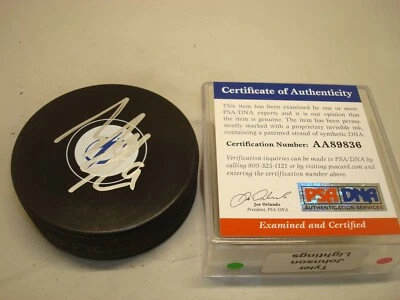 Certificate of Authenticity
This item has been examined by one or more
PSA/DNA experts and it is our opinion that
the item is genuine. The item has been perma-
nently marked with a proprietary invisible ink,
containing a patented strand of synthetic DNA.
Certification Number: AA89836
Verification inquiries can be made to PSA/DNA by
calling 800-325-1121 or by visiting psacard.com and
entering the certification number above.
Joe Orlando
President PSA/DNA
PSA/DNA
AUTHENTICATION SERVICES
Examined and Certified
Tyler
Johnson
Lightings